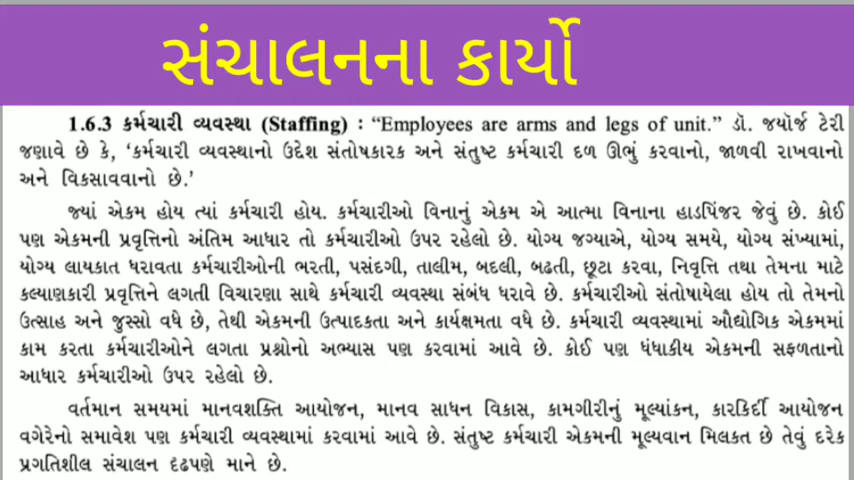 સંચાલનના કાર્યો
1.6.3 કર્મચારી વ્યવસ્થા (Staffing) : “Employees are arms and legs of unit.” ડૉ. જયૉર્જ ટેરી
જણાવે છે કે, ‘કર્મચારી વ્યવસ્થાનો ઉદ્દેશ સંતોષકારક અને સંતુષ્ટ કર્મચારી દળ ઊભું કરવાનો, જાળવી રાખવાનો
અને વિકસાવવાનો છે.’
જ્યાં એકમ હોય ત્યાં કર્મચારી હોય. કર્મચારીઓ વિનાનું એકમ એ આત્મા વિનાના હાડપિંજર જેવું છે. કોઈ
પણ એકમની પ્રવૃત્તિનો અંતિમ આધાર તો કર્મચારીઓ ઉપર રહેલો છે. યોગ્ય જગ્યાએ, યોગ્ય સમયે, યોગ્ય સંખ્યામાં,
યોગ્ય લાયકાત ધરાવતા કર્મચારીઓની ભરતી, પસંદગી, તાલીમ, બદલી, બઢતી, છૂટા કરવા, નિવૃત્તિ તથા તેમના માટે
કલ્યાણકારી પ્રવૃત્તિને લગતી વિચારણા સાથે કર્મચારી વ્યવસ્થા સંબંધ ધરાવે છે. કર્મચારીઓ સંતોષાયેલા હોય તો તેમનો
ઉત્સાહ અને જુસ્સો વધે છે, તેથી એકમની ઉત્પાદકતા અને કાર્યક્ષમતા વધે છે. કર્મચારી વ્યવસ્થામાં ઔદ્યોગિક એકમમાં
કામ કરતા કર્મચારીઓને લગતા પ્રશ્નોનો અભ્યાસ પણ કરવામાં આવે છે. કોઈ પણ ધંધાકીય એકમની સફળતાનો
આધાર કર્મચારીઓ ઉપર રહેલો છે.
વર્તમાન સમયમાં માનવશક્તિ આયોજન, માનવ સાધન વિકાસ, કામગીરીનું મૂલ્યાંકન, કારકિર્દી આયોજન
વગેરેનો સમાવેશ પણ કર્મચારી વ્યવસ્થામાં કરવામાં આવે છે. સંતુષ્ટ કર્મચારી એકમની મૂલ્યવાન મિલકત છે તેવું દરેક
પ્રગતિશીલ સંચાલન દૃઢપણે માને છે.